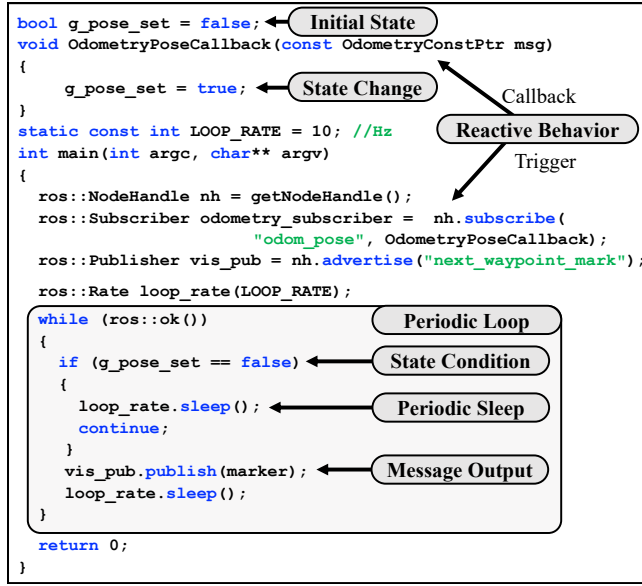 bool g_pose_set = false; Initial State
void OdometryPoseCallback(const OdometryConstPtr msg)
{
g_pose_set = true; State Change
Callback
}
static const int LOOP_RATE = 10; //Hz
Reactive Behavior
int main(int argc, char** argv)
Trigger
{
ros::NodeHandle nh = getNodeHandle();
ros::Subscriber odometry_subscriber = nh.subscribe(
"odom_pose", OdometryPoseCallback);
ros::Publisher vis_pub = nh.advertise("next_waypoint_mark");
ros::Rate loop_rate(LOOP_RATE);
while (ros::ok()) Periodic Loop
{
if (g_pose_set == false) State Condition
{
loop_rate.sleep(); Periodic Sleep
continue;
}
vis_pub.publish(marker); Message Output
loop_rate.sleep();
}
return 0;
}